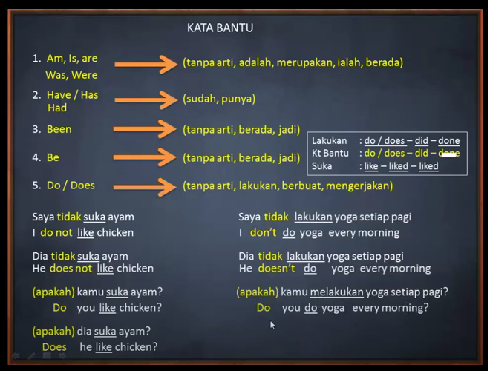 KATA BANTU
1. Am, Is, are
Was, Were
(tanpa arti, adalah, merupakan, ialah, berada)
2. Have / Has
Had
(sudah, punya)
3. Been
(tanpa arti, berada, jadi)
4. Be
(tanpa arti, berada, jadi)
5. Do / Does
(tanpa arti, lakukan, berbuat, mengerjakan)
Lakukan : do / does – did – done
Kt Bantu : do / does – did – done
Suka : like – liked – liked
Saya tidak suka ayam
I do not like chicken
Dia tidak suka ayam
He does not like chicken
(apakah) kamu suka ayam?
Do you like chicken?
(apakah) dia suka ayam?
Does he like chicken?
Saya tidak lakukan yoga setiap pagi
I don't do yoga every morning
Dia tidak lakukan yoga setiap pagi
He doesn't do yoga every morning
(apakah) kamu melakukan yoga setiap pagi?
Do you do yoga every morning?